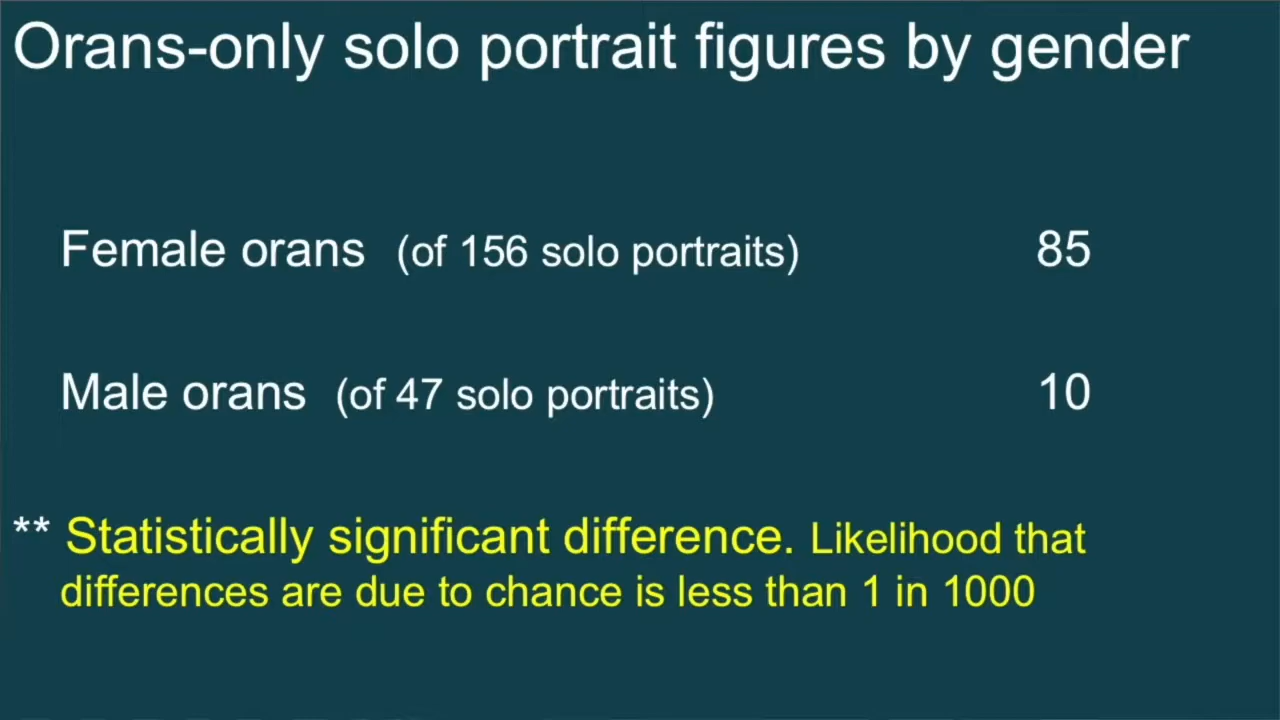 Orans-only solo portrait figures by gender
Female orans (of 156 solo portraits) 85
Male orans (of 47 solo portraits) 10
** Statistically significant difference. Likelihood that
differences are due to chance is less than 1 in 1000